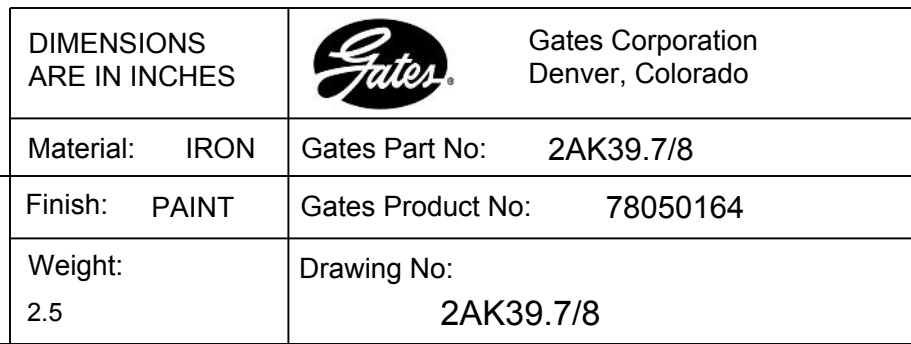 DIMENSIONS
ARE IN INCHES
Gates®
Gates Corporation
Denver, Colorado
Material: IRON
Gates Part No: 2AK39.7/8
Finish: PAINT
Gates Product No: 78050164
Weight:
2.5
Drawing No:
2AK39.7/8